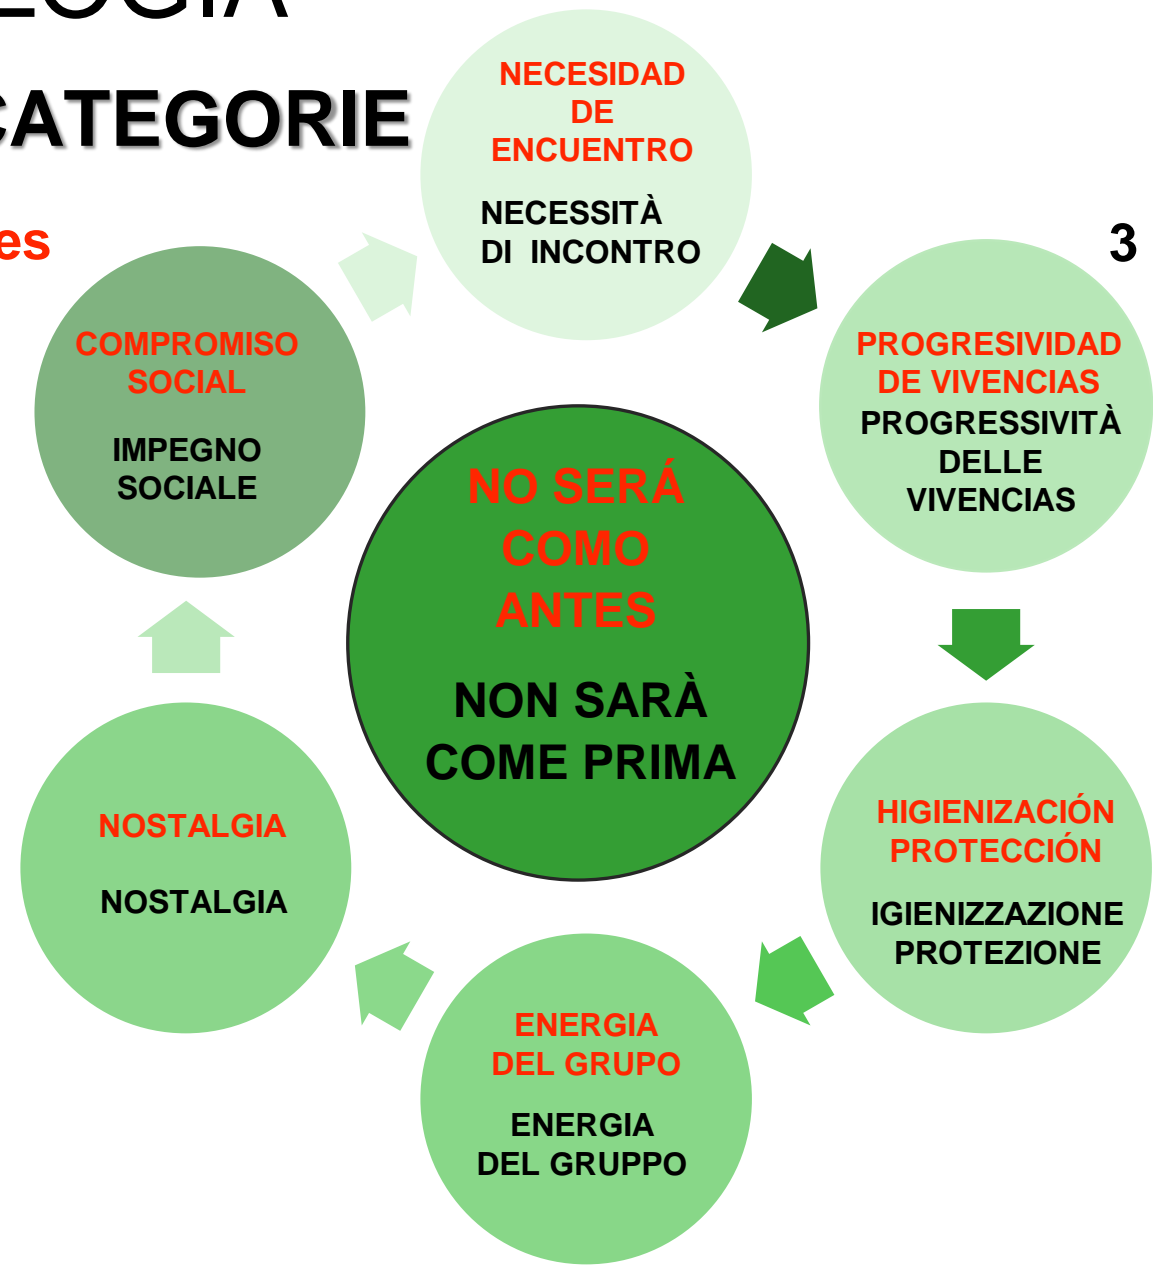 CATEGORIE
3
NECESIDAD
DE
ENCUENTRO
NECESSITÀ
DI INCONTRO
PROGRESIVIDAD
DE VIVENCIAS
PROGRESSIVITÀ
DELLE
VIVENCIAS
HIGIENIZACIÓN
PROTECCIÓN
IGIENIZZAZIONE
PROTEZIONE
ENERGIA
DEL GRUPO
ENERGIA
DEL GRUPPO
NOSTALGIA
NOSTALGIA
COMPROMISO
SOCIAL
IMPEGNO
SOCIALE
NO SERÁ
COMO
ANTES
NON SARÀ
COME PRIMA